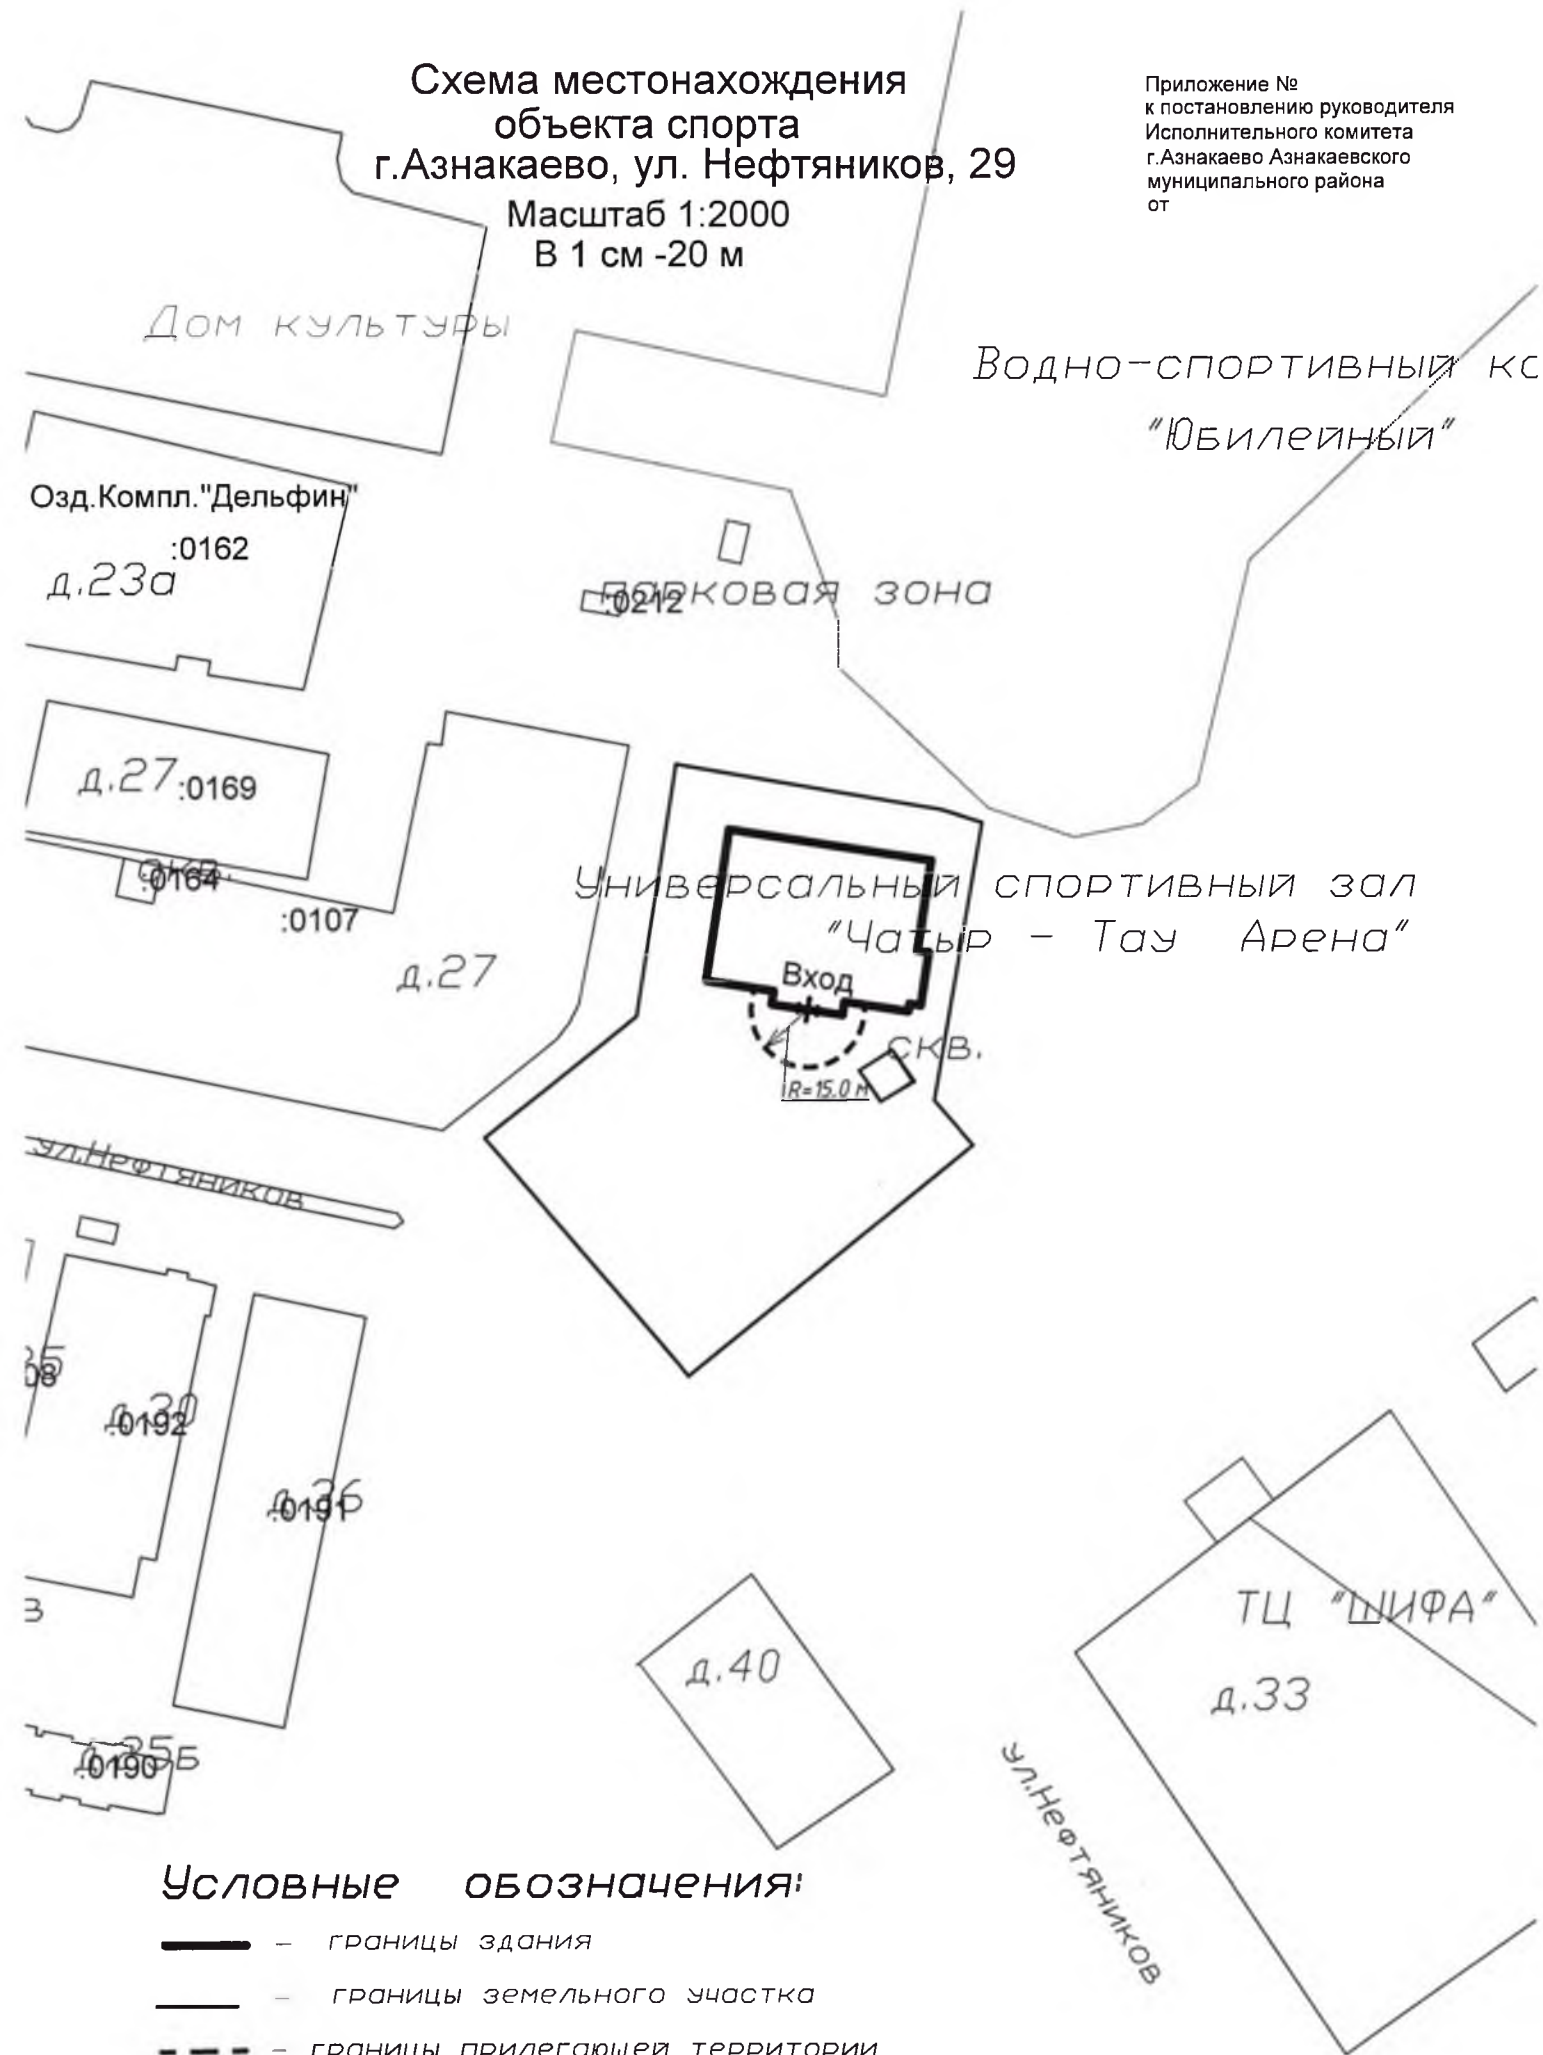 Схема местонахождения
объекта спорта
г.Азнакаево, ул. Нефтяников, 29
Масштаб 1:2000
В 1 см -20 м
Приложение №
к постановлению руководителя
Исполнительного комитета
г.Азнакаево Азнакаевского
муниципального района
от
Дом культуры
Водно-спортивный
"Юбилейный"
Озд.Компл."Дельфин"
:0162
д.23а
парковая зона
:0212
д.27
:0169
скв.
:0164
:0107
д.27
Универсальный спортивный зал
"Чатыр - Тау Арена"
Вход
скв.
R=15.0 м
ул.Нефтяников
д.30
:0192
:0191
д.40
ТЦ "ШИФА"
д.33
ул.Нефтяников
д.35Б
:0190
Условные обозначения:
- границы здания
- границы земельного участка
- границы прилегающей территории